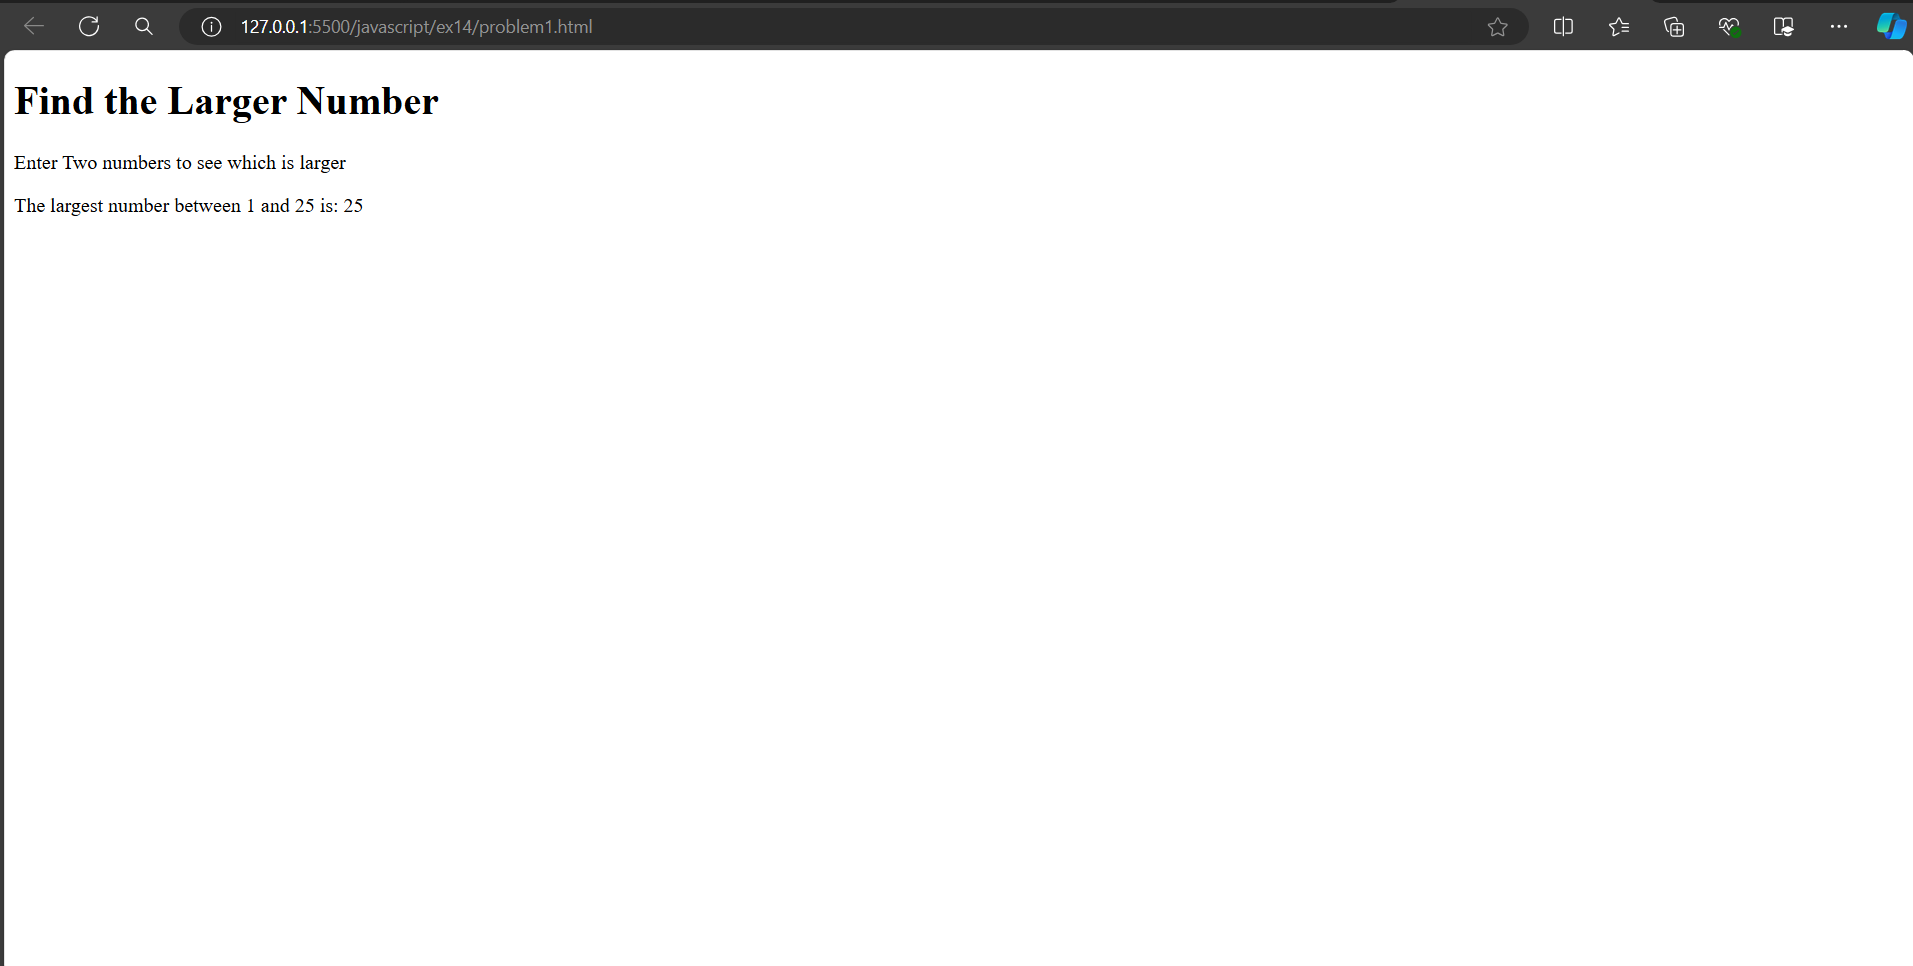 127.0.0.1:5500/javascript/ex14/problem1.html
Find the Larger Number
Enter Two numbers to see which is larger
The largest number between 1 and 25 is: 25